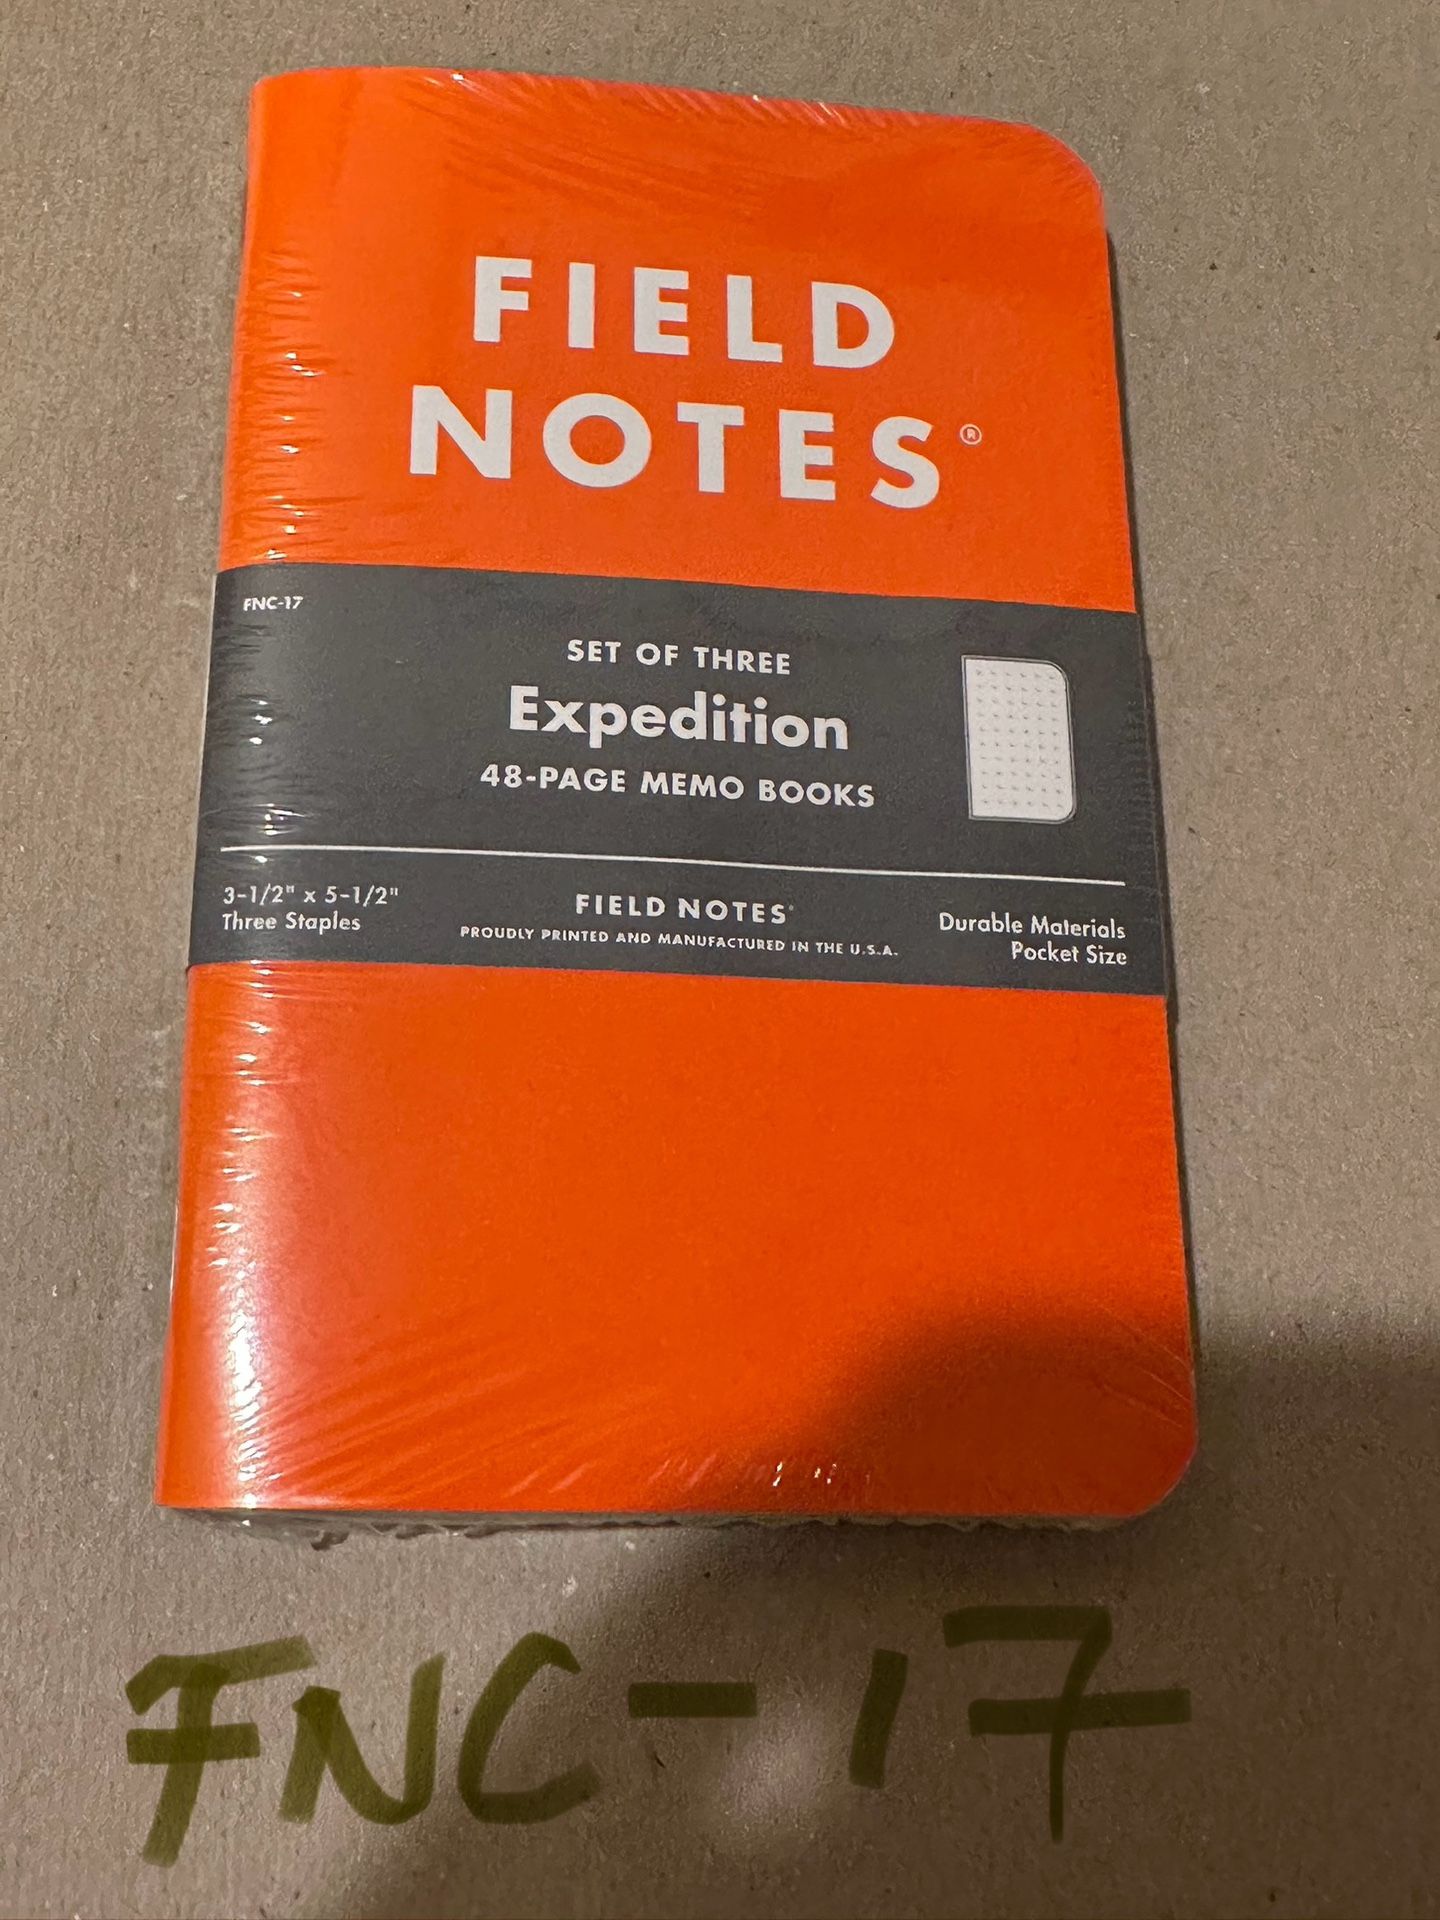 FIELD
NOTES®
FNC-17
SET OF THREE
Expedition
48-PAGE MEMO BOOKS
3-1/2" x 5-1/2"
Three Staples
FIELD NOTES®
PROUDLY PRINTED AND MANUFACTURED IN THE U.S.A.
Durable Materials
Pocket Size
FNC-17